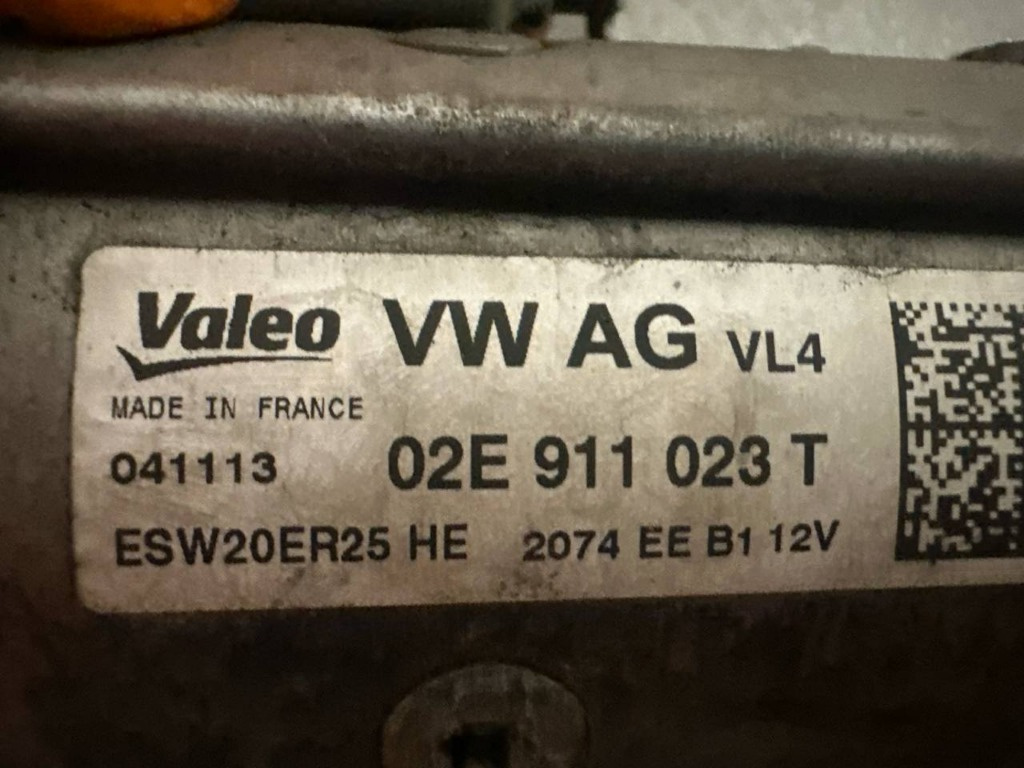 Valeo VW AG VL4
MADE IN FRANCE
041113 02E 911 023 T
ESW20ER25 HE 2074 EE B1 12V